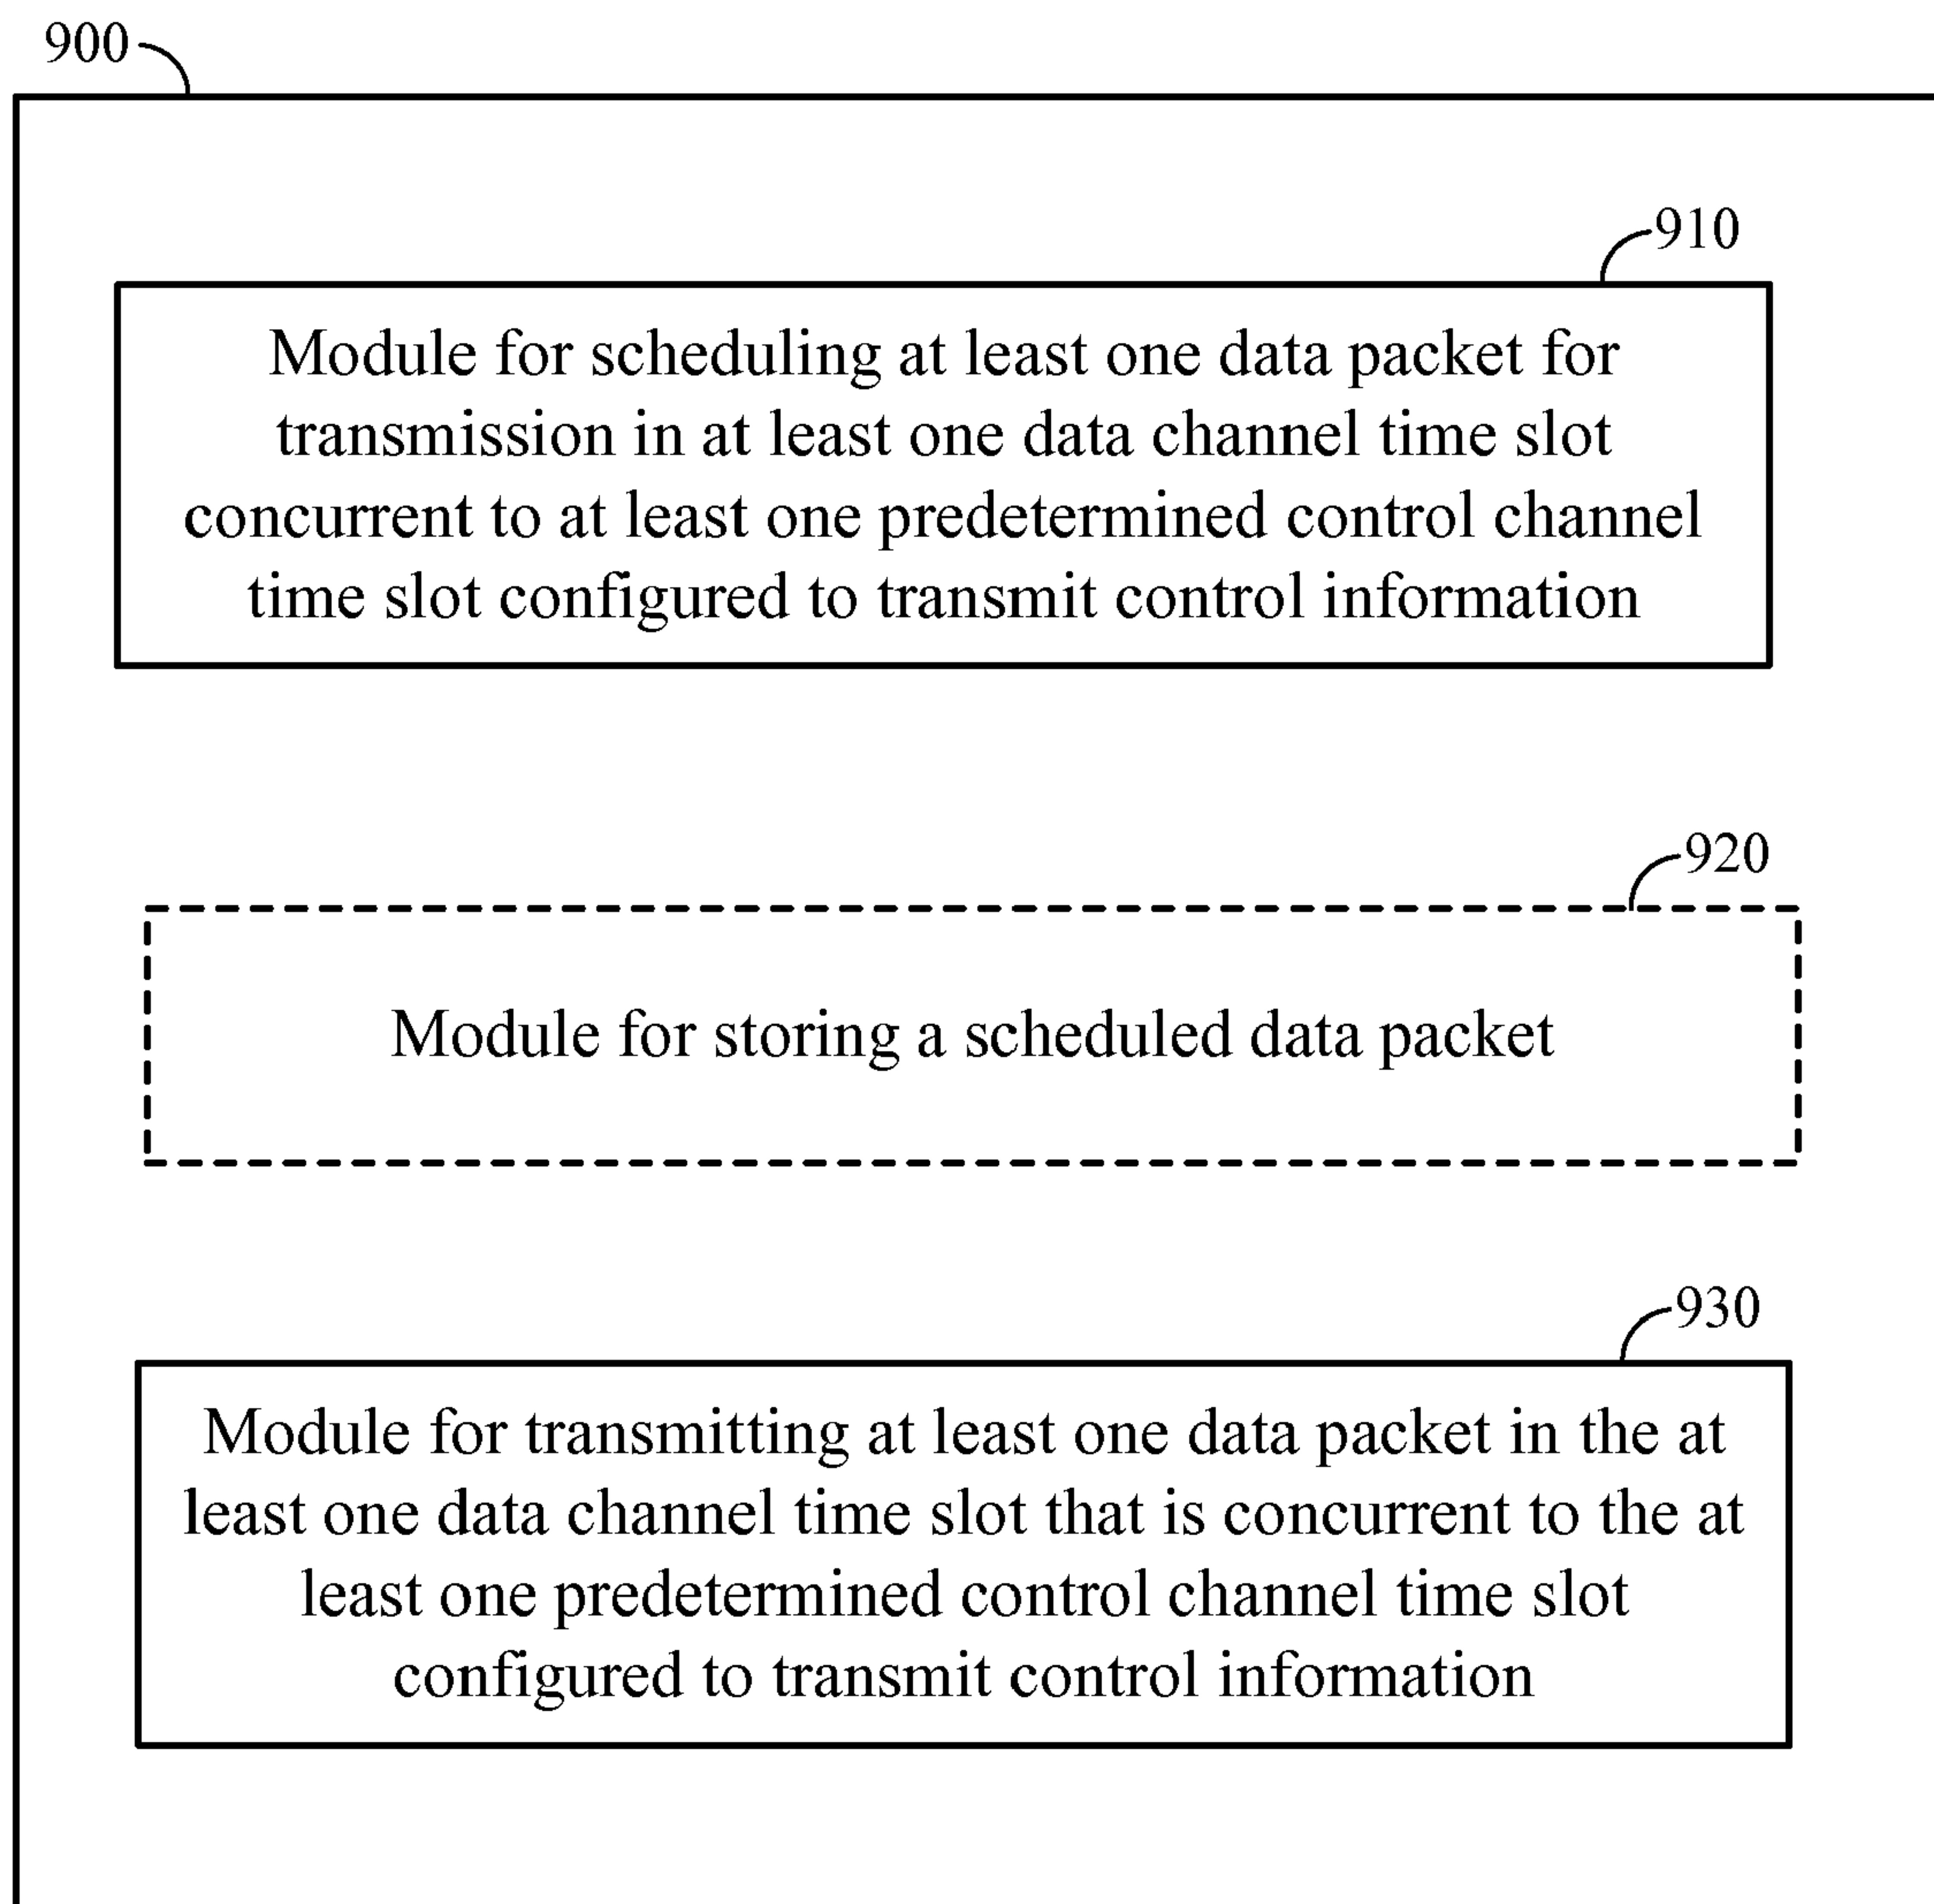 900
910
Module for scheduling at least one data packet for
transmission in at least one data channel time slot
concurrent to at least one predetermined control channel
time slot configured to transmit control information
920
Module for storing a scheduled data packet
930
Module for transmitting at least one data packet in the at
least one data channel time slot that is concurrent to the at
least one predetermined control channel time slot
configured to transmit control information